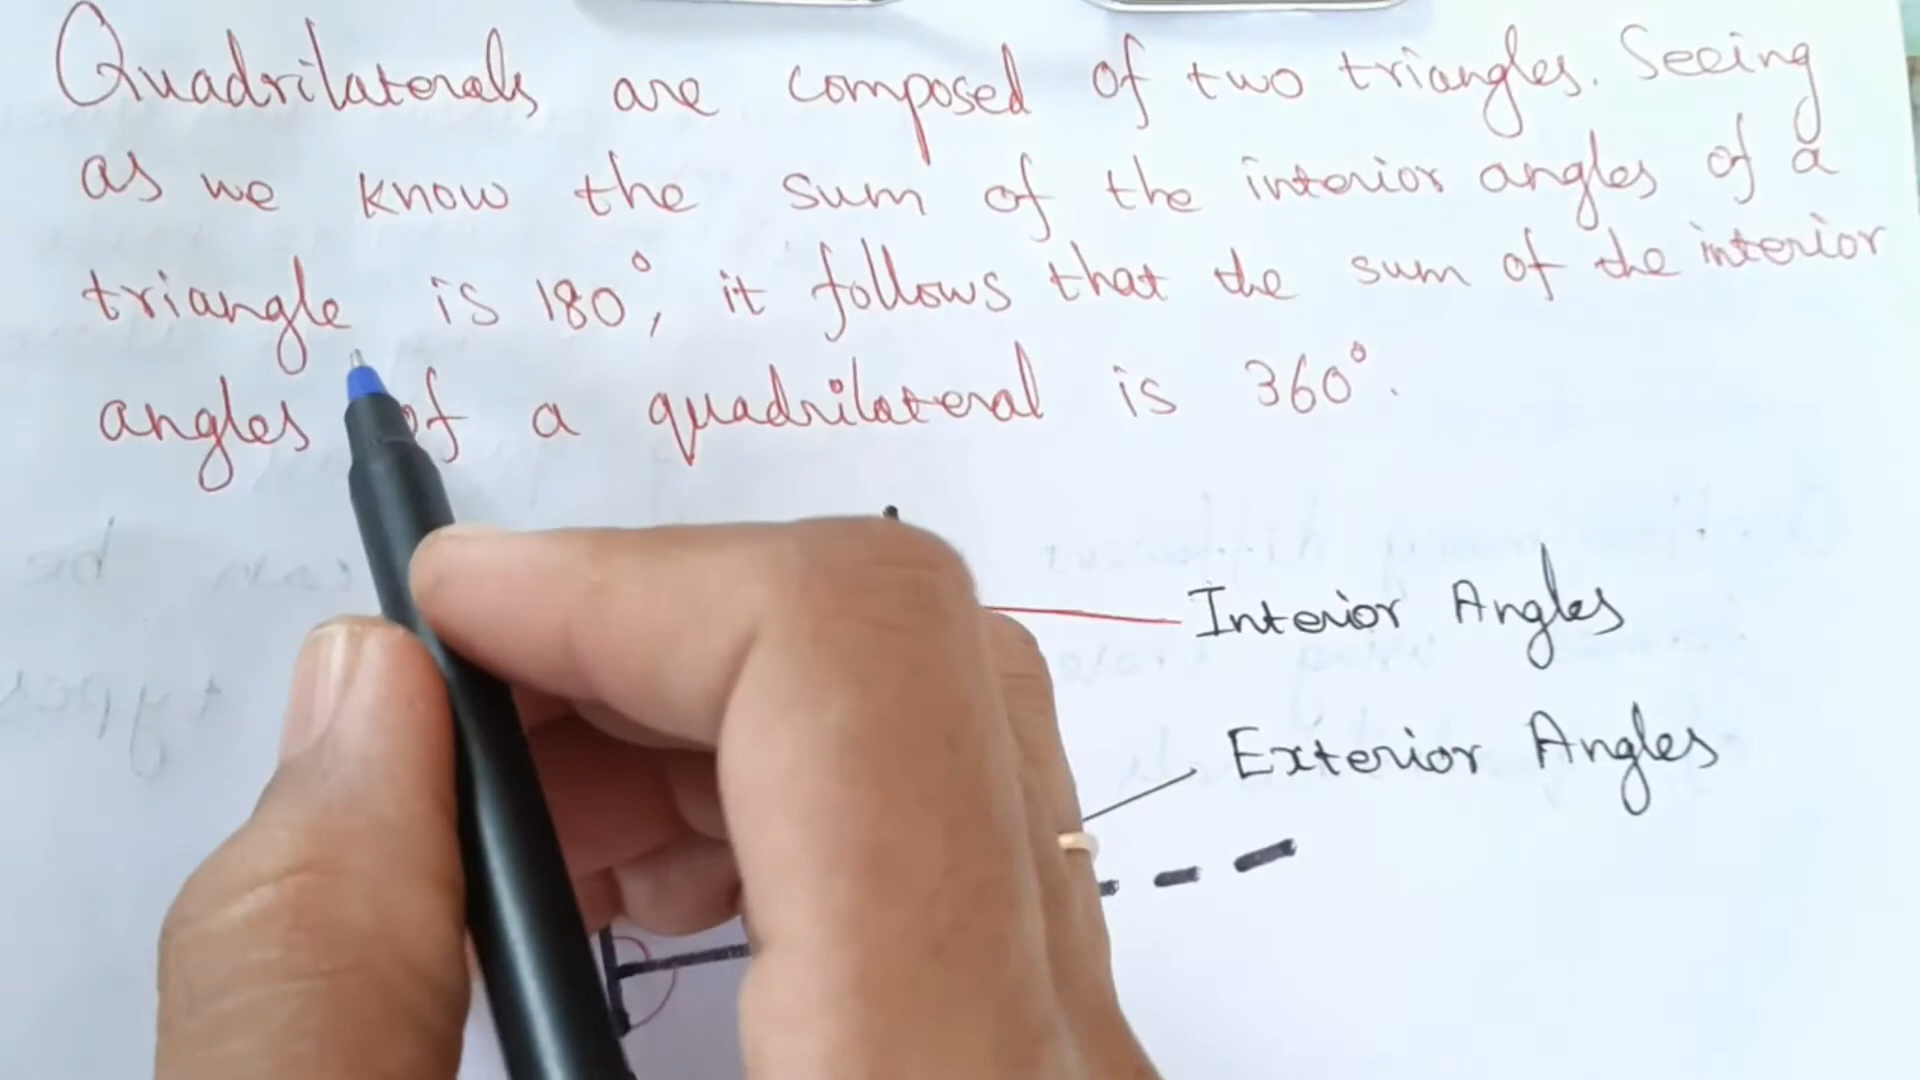 Quadrilaterals are composed of two triangles. Seeing
as we know the sum of the interior angles of a
triangle is 180°, it follows that the sum of the interior
angles of a quadrilateral is 360°.
Interior Angles
Exterior Angles